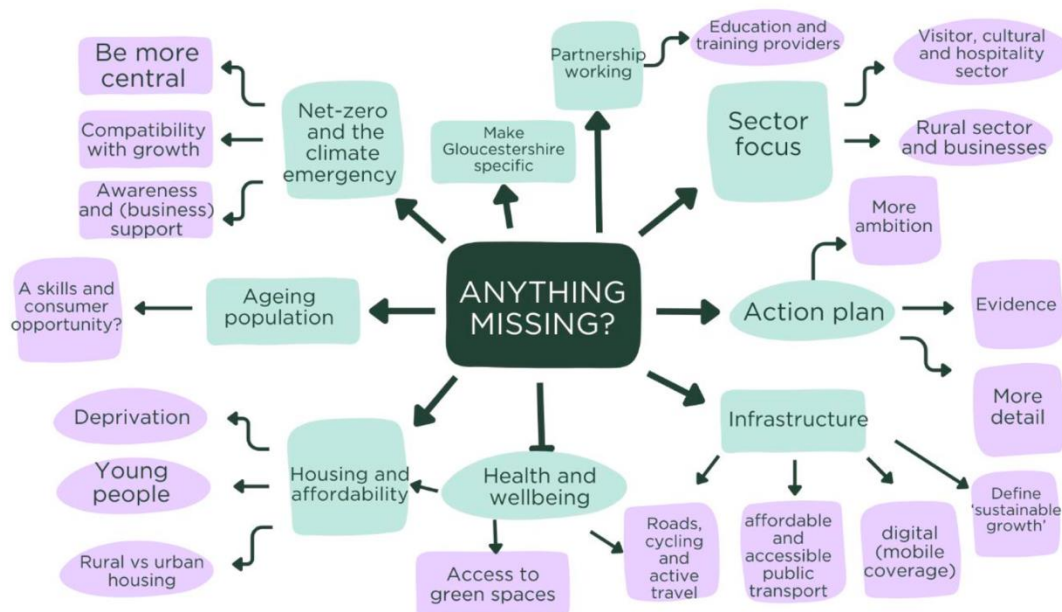 Be more
central
Compatibility
with growth
Awareness
and (business)
support
Net-zero
and the
climate
emergency
Make
Gloucestershire
specific
Partnership
working
Education and
training providers
Sector
focus
Visitor, cultural
and hospitality
sector
Rural sector
and businesses
ANYTHING
MISSING?
More
ambition
Action plan
Evidence
More
detail
A skills and
consumer
opportunity?
Ageing
population
Infrastructure
Roads,
cycling
and
active
travel
affordable
and
accessible
public
transport
digital
(mobile
coverage)
Define
‘sustainable
growth’
Health and
wellbeing
Access to
green spaces
Housing and
affordability
Deprivation
Young
people
Rural vs urban
housing